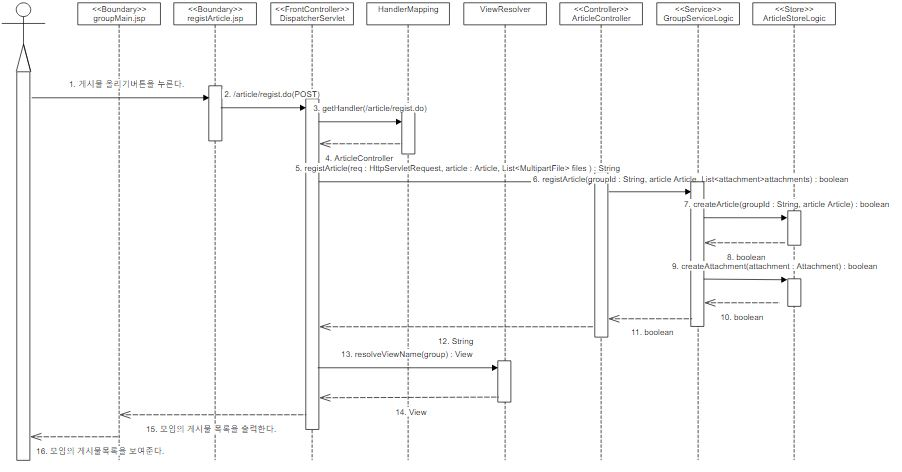 <<Boundary>>
groupMain.jsp
<<Boundary>>
registArticle.jsp
<<FrontController>>
DispatcherServlet
HandlerMapping
ViewResolver
<<Controller>>
ArticleController
<<Service>>
GroupServiceLogic
<<Store>>
ArticleStoreLogic
1. 게시물 올리기버튼을 누른다.
2. /article/regist.do(POST)
3. getHandler(/article/regist.do)
4. ArticleController
5. registArticle(req : HttpServletRequest, article : Article, List<MultipartFile> files ) : String
6. registArticle(groupId : String, article Article, List<attachment>attachments) : boolean
7. createArticle(groupId : String, article Article) : boolean
8. boolean
9. createAttachment(attachment : Attachment) : boolean
10. boolean
11. boolean
12. String
13. resolveViewName(group) : View
14. View
15.모임의 게시물 목록을 출력한다.
16. 모임의 게시물목록을 보여준다.